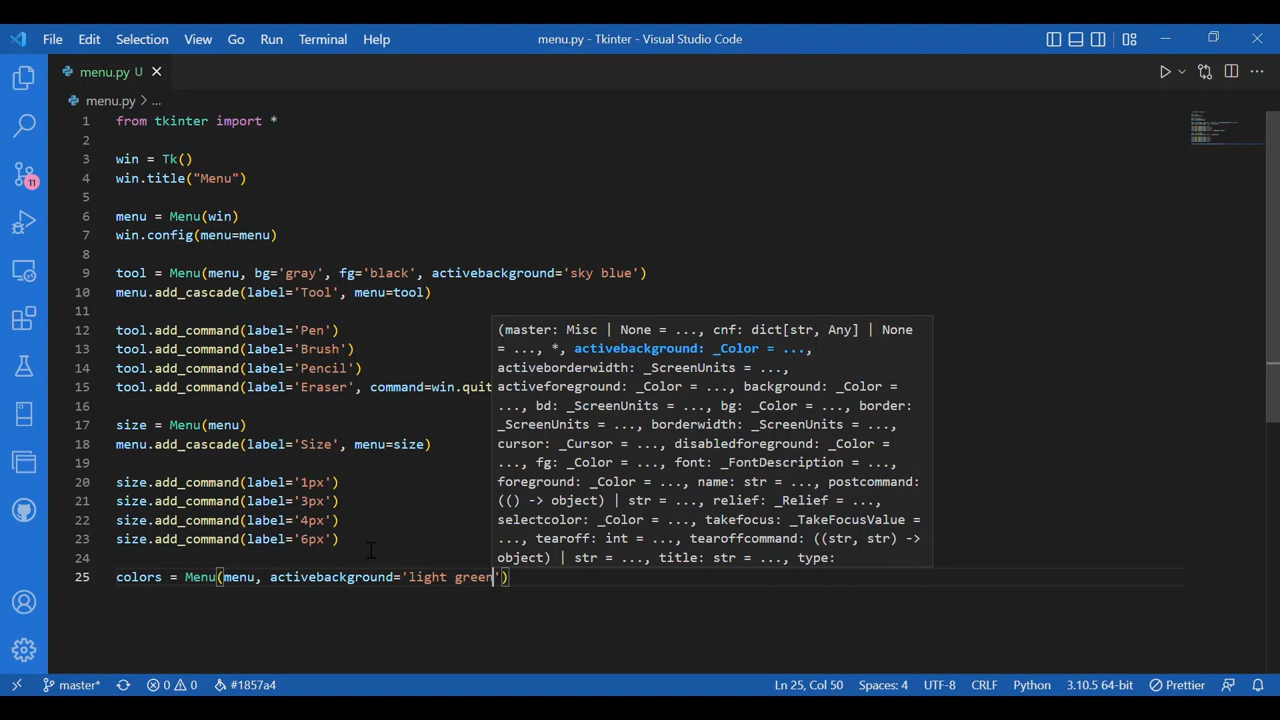 File Edit Selection View Go Run Terminal Help menu.py - Tkinter - Visual Studio Code
menu.py U
menu.py > ...
1 from tkinter import *
2
3 win = Tk()
4 win.title("Menu")
5
6 menu = Menu(win)
7 win.config(menu=menu)
8
9 tool = Menu(menu, bg='gray', fg='black', activebackground='sky blue')
10 menu.add_cascade(label='Tool', menu=tool)
11
12 tool.add_command(label='Pen')
13 tool.add_command(label='Brush')
14 tool.add_command(label='Pencil')
15 tool.add_command(label='Eraser', command=win.quit
16
17 size = Menu(menu)
18 menu.add_cascade(label='Size', menu=size)
19
20 size.add_command(label='1px')
21 size.add_command(label='3px')
22 size.add_command(label='4px')
23 size.add_command(label='6px')
24
25 colors = Menu(menu, activebackground='light green')
(master: Misc | None = ..., cnf: dict[str, Any] | None
= ..., *, activebackground: _Color = ...,
activeborderwidth: _ScreenUnits = ...,
activeforeground: _Color = ..., background: _Color =
..., bd: _ScreenUnits = ..., bg: _Color = ..., border:
_ScreenUnits = ..., borderwidth: _ScreenUnits = ...,
cursor: _Cursor = ..., disabledforeground: _Color =
..., fg: _Color = ..., font: _FontDescription = ...,
foreground: _Color = ..., name: str = ..., postcommand:
(() -> object) | str = ..., relief: _Relief = ...,
selectcolor: _Color = ..., takefocus: _TakeFocusValue =
..., tearoff: int = ..., tearoffcommand: ((str, str) ->
object) | str = ..., title: str = ..., type:
11
master* 0 0 #1857a4 Ln 25, Col 50 Spaces: 4 UTF-8 CRLF Python 3.10.5 64-bit Prettier